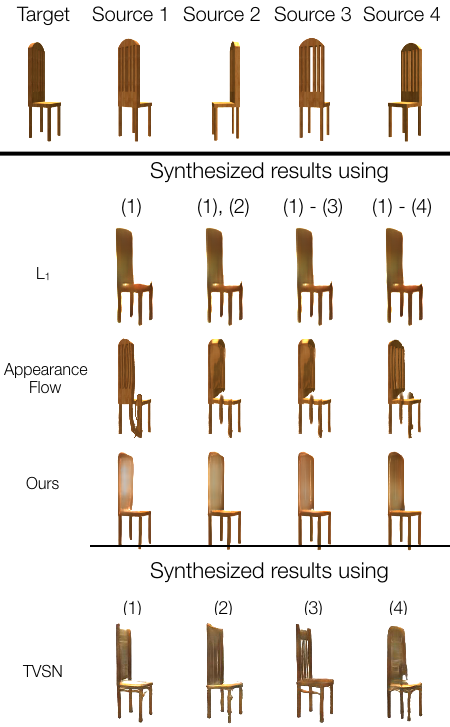 Target Source 1 Source 2 Source 3 Source 4
Synthesized results using
(1) (1), (2) (1) - (3) (1) - (4)
L1
Appearance
Flow
Ours
Synthesized results using
(1) (2) (3) (4)
TVSN